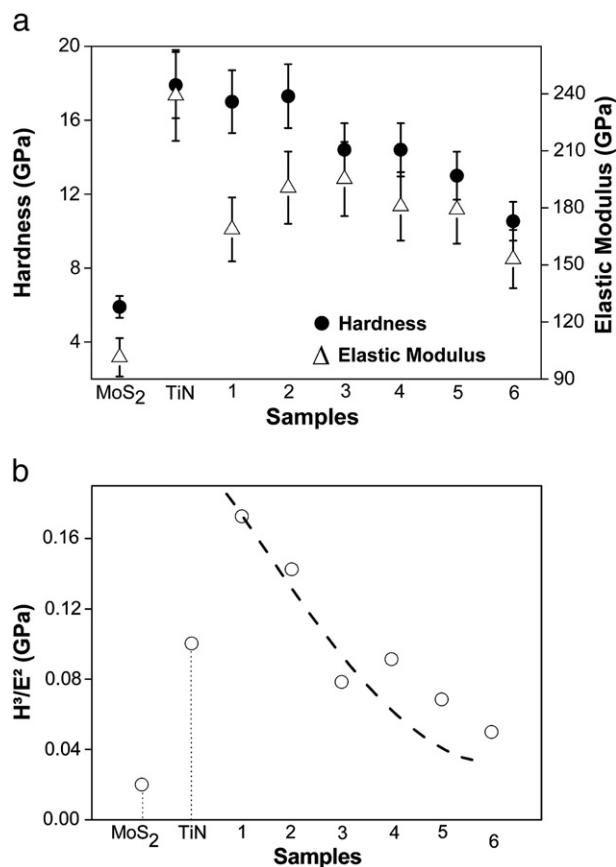 a
20
16
12
8
4
Hardness (GPa)
240
210
180
150
120
90
Elastic Modulus (GPa)
Hardness
Elastic Modulus
MoS2 TiN 1 2 3 4 5 6
Samples
b
0.16
0.12
0.08
0.04
0.00
H³/E² (GPa)
MoS2 TiN 1 2 3 4 5 6
Samples